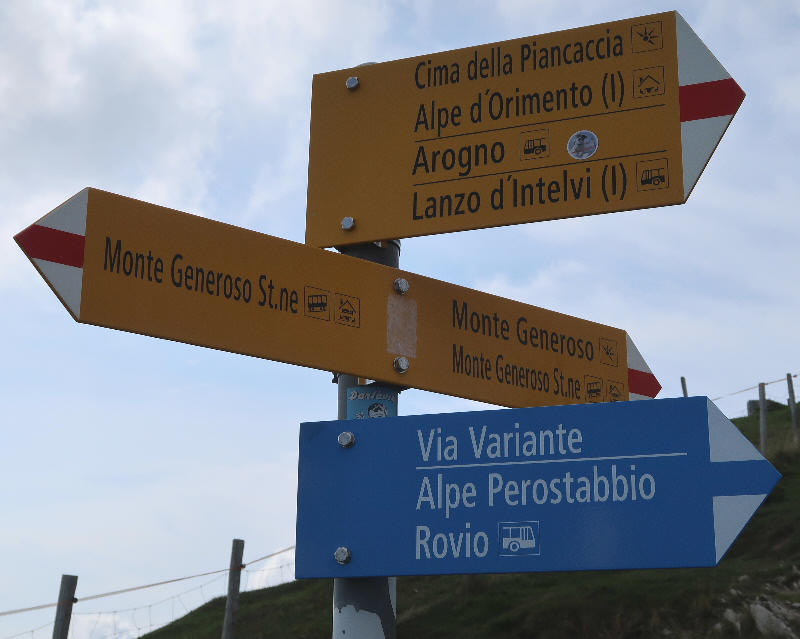 Cima della Piancaccia
Alpe d'Orimento (I)
Arogno
Lanzo d'Intelvi (I)
Monte Generoso St.ne
Monte Generoso
Monte Generoso St.ne
Via Variante
Alpe Perostabbio
Rovio